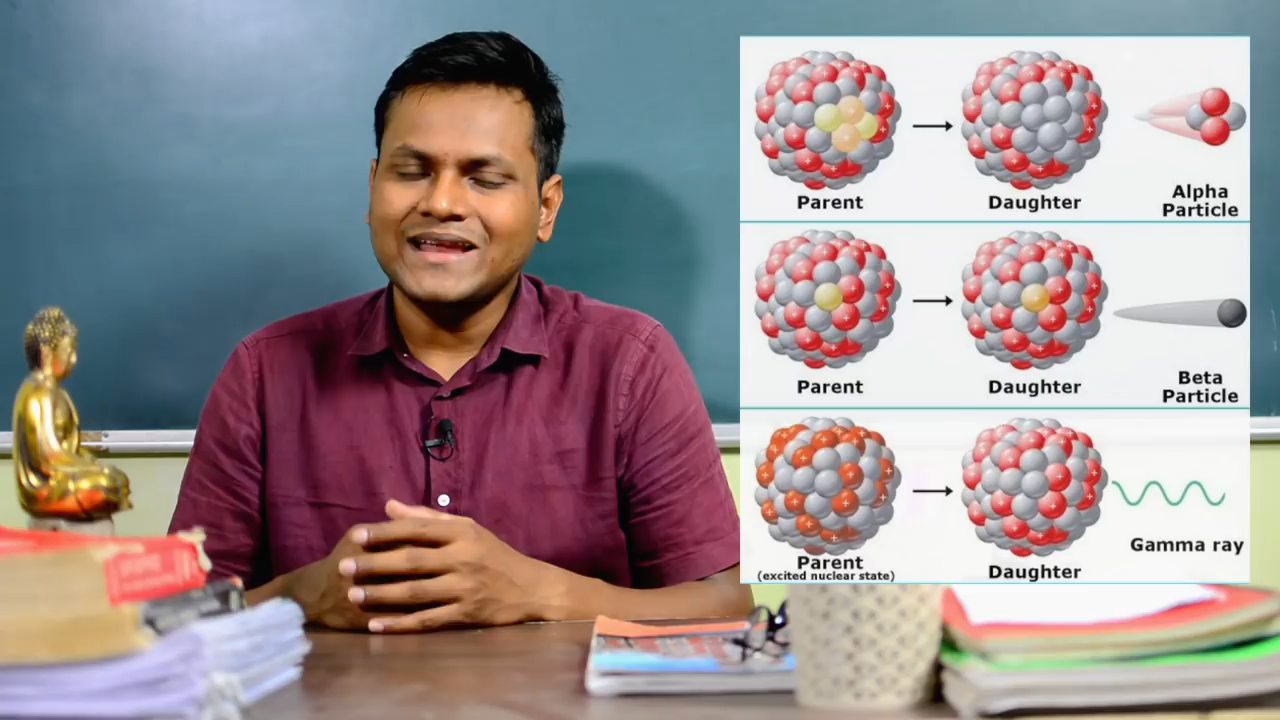 Parent
Daughter
Alpha
Particle
Parent
Daughter
Beta
Particle
Parent
(excited nuclear state)
Daughter
Gamma ray